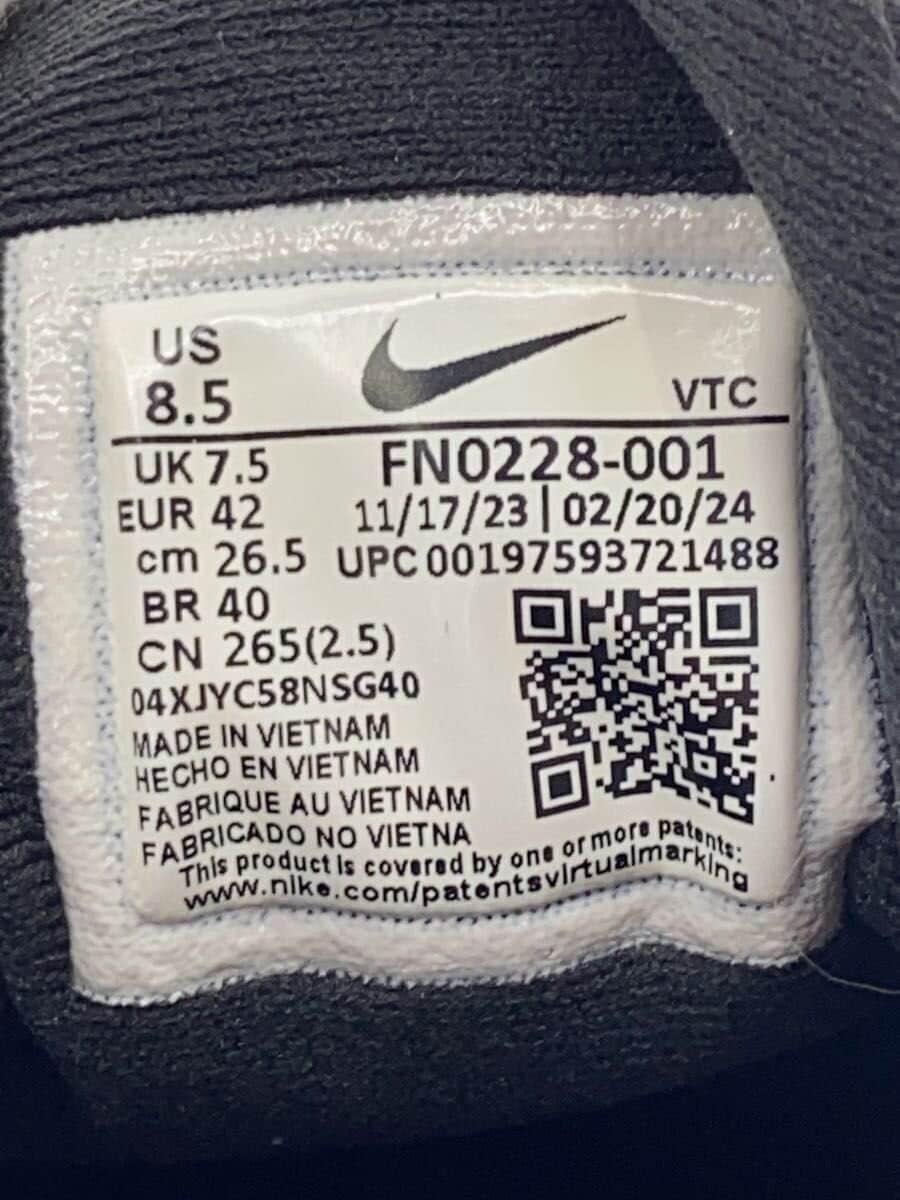 US
8.5
VTC
UK 7.5
FN0228-001
EUR 42
11/17/23 | 02/20/24
cm 26.5
UPC 00197593721488
BR 40
CN 265(2.5)
04XJYC58NSG40
MADE IN VIETNAM
HECHO EN VIETNAM
FABRIQUE AU VIETNAM
FABRICADO NO VIETNA
This product is covered by one or more patents:
www.nike.com/patentsvirtualmarking